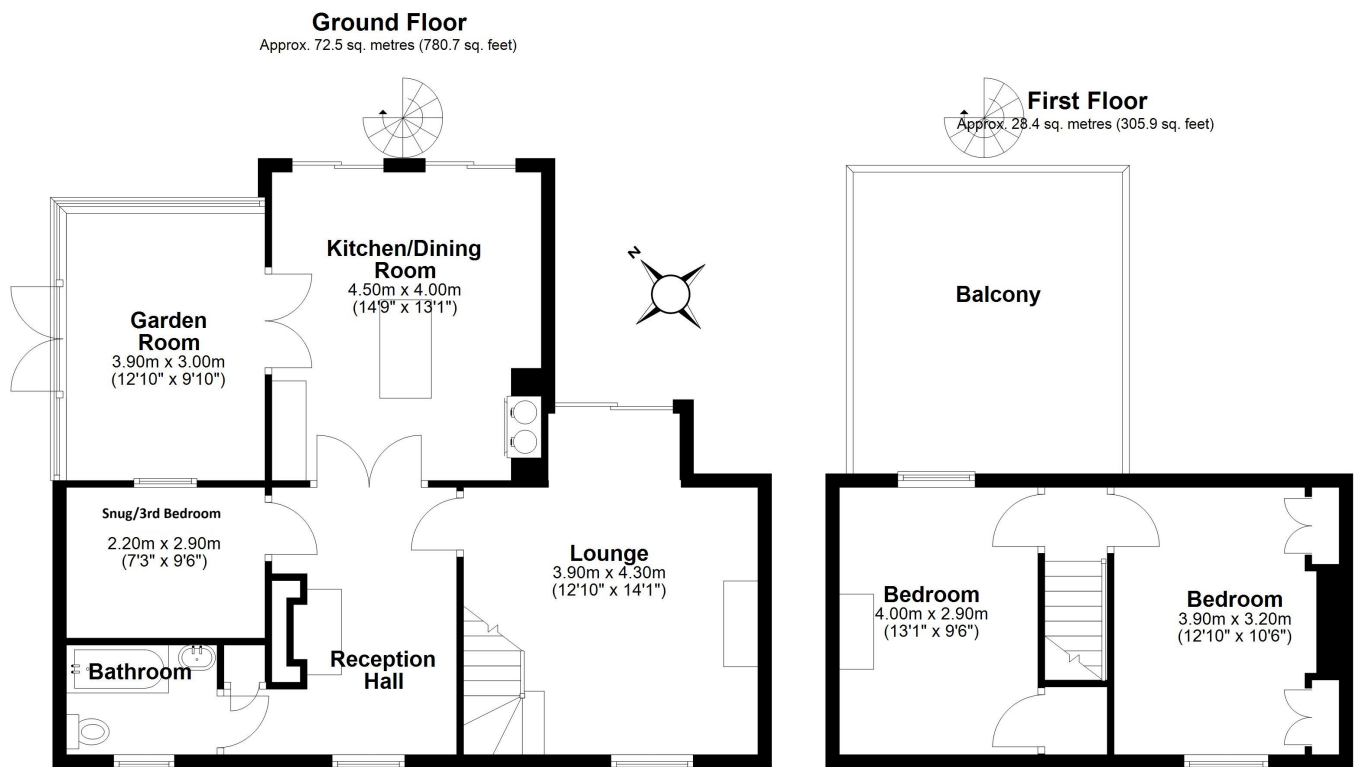 Ground Floor
Approx. 72.5 sq. metres (780.7 sq. feet)
First Floor
Approx. 28.4 sq. metres (305.9 sq. feet)
Kitchen/Dining
Room
4.50m x 4.00m
(14'9" x 13'1")
N
Garden
Room
3.90m x 3.00m
(12'10" x 9'10")
Balcony
Snug/3rd Bedroom
2.20m x 2.90m
(7'3" x 9'6")
Lounge
3.90m x 4.30m
(12'10" x 14'1")
Bathroom
Reception
Hall
Bedroom
4.00m x 2.90m
(13'1" x 9'6")
Bedroom
3.90m x 3.20m
(12'10" x 10'6")